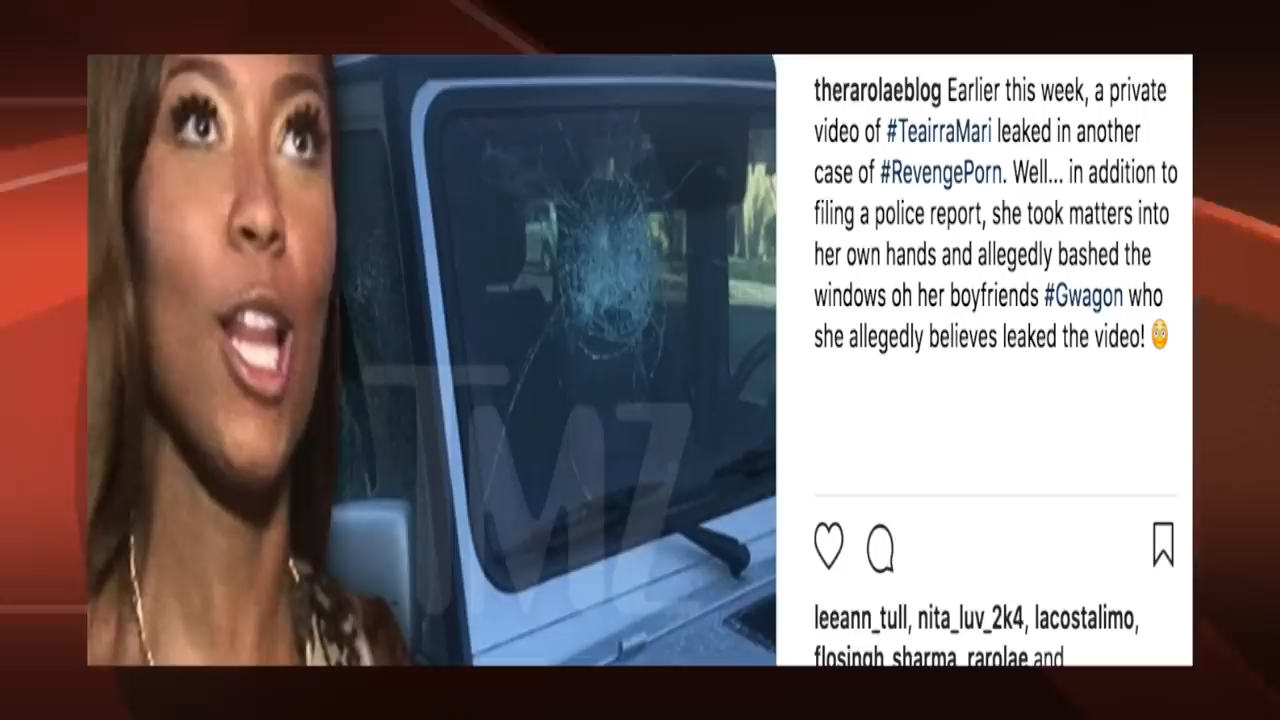 therarolaeblog Earlier this week, a private
video of #TeairraMari leaked in another
case of #RevengePorn. Well... in addition to
filing a police report, she took matters into
her own hands and allegedly bashed the
windows oh her boyfriends #Gwagon who
she allegedly believes leaked the video! 😳
TMZ
leeann_tull, nita_luv_2k4, lacostalimo,
flosingh_sharma_rarolae and